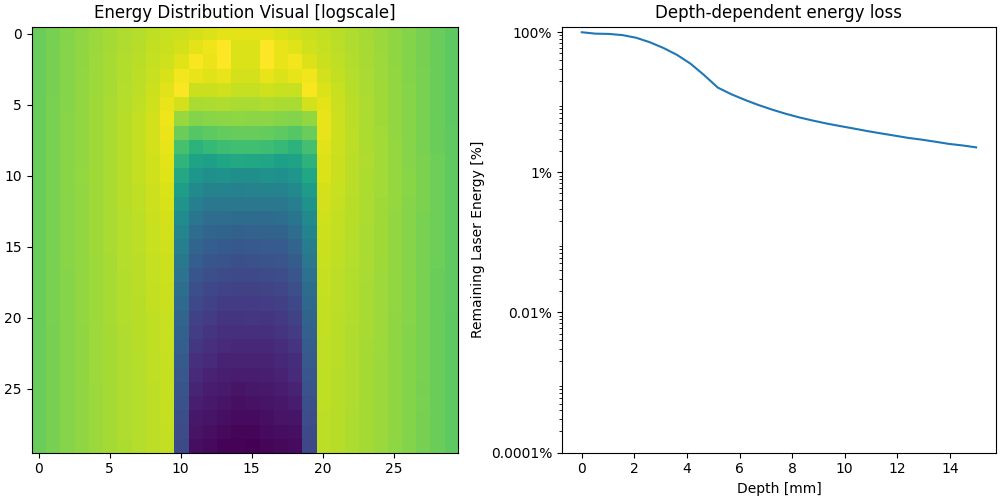 Energy Distribution Visual [logscale]
0
5
10
15
20
25
0 5 10 15 20 25
Depth-dependent energy loss
Remaining Laser Energy [%]
100%
1%
0.01%
0.0001%
0 2 4 6 8 10 12 14
Depth [mm]